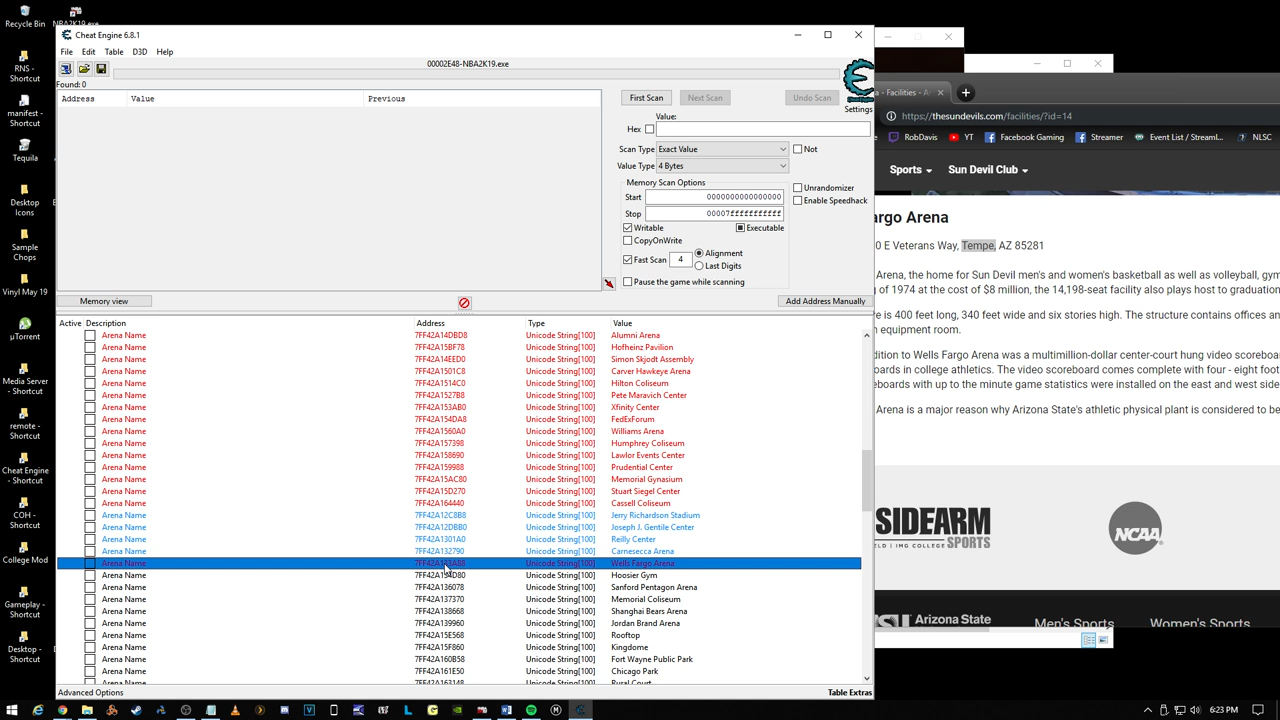 Recycle Bin
NBA2K19.exe
RNS -
Shortcut
manifest -
Shortcut
Tequila
Desktop
Icons
Sample
Chops
Vinyl May 19
µTorrent
Media Server
- Shortcut
remote -
Shortcut
Cheat Engine
COH -
Shortcut
College Mod
Gameplay -
Shortcut
Desktop -
Shortcut
Cheat Engine 6.8.1
File Edit Table D3D Help
00002E48-NBA2K19.exe
Found: 0
Address Value Previous
First Scan Next Scan Undo Scan
Settings
Value:
Hex
Scan Type Exact Value Not
Value Type 4 Bytes
Memory Scan Options
Start 0000000000000000
Stop 00007fffffffffff
Unrandomizer
Enable Speedhack
Writable Executable
CopyOnWrite
Fast Scan 4 Alignment
Last Digits
Pause the game while scanning
Memory view Add Address Manually
Active Description Address Type Value
Arena Name 7FF42A14DBD8 Unicode String[100] Alumni Arena
Arena Name 7FF42A15BF78 Unicode String[100] Hofheinz Pavilion
Arena Name 7FF42A14EED0 Unicode String[100] Simon Skjodt Assembly
Arena Name 7FF42A1501C8 Unicode String[100] Carver Hawkeye Arena
Arena Name 7FF42A1514C0 Unicode String[100] Hilton Coliseum
Arena Name 7FF42A1527B8 Unicode String[100] Pete Maravich Center
Arena Name 7FF42A153AB0 Unicode String[100] Xfinity Center
Arena Name 7FF42A154DA8 Unicode String[100] FedExForum
Arena Name 7FF42A1560A0 Unicode String[100] Williams Arena
Arena Name 7FF42A157398 Unicode String[100] Humphrey Coliseum
Arena Name 7FF42A158690 Unicode String[100] Lawlor Events Center
Arena Name 7FF42A159988 Unicode String[100] Prudential Center
Arena Name 7FF42A15AC80 Unicode String[100] Memorial Gynasium
Arena Name 7FF42A15D270 Unicode String[100] Stuart Siegel Center
Arena Name 7FF42A164440 Unicode String[100] Cassell Coliseum
Arena Name 7FF42A12C8B8 Unicode String[100] Jerry Richardson Stadium
Arena Name 7FF42A12DBB0 Unicode String[100] Joseph J. Gentile Center
Arena Name 7FF42A1301A0 Unicode String[100] Reilly Center
Arena Name 7FF42A132790 Unicode String[100] Carnesecca Arena
Arena Name Unicode String[100] Wells Fargo Arena
Arena Name 7FF42A134D80 Unicode String[100] Hoosier Gym
Arena Name 7FF42A136078 Unicode String[100] Sanford Pentagon Arena
Arena Name 7FF42A137370 Unicode String[100] Memorial Coliseum
Arena Name 7FF42A138668 Unicode String[100] Shanghai Bears Arena
Arena Name 7FF42A139960 Unicode String[100] Jordan Brand Arena
Arena Name 7FF42A15E568 Unicode String[100] Rooftop
Arena Name 7FF42A15F860 Unicode String[100] Kingdome
Arena Name 7FF42A160B58 Unicode String[100] Fort Wayne Public Park
Arena Name 7FF42A161E50 Unicode String[100] Chicago Park
Arena Name 7FF42A163148 Unicode String[100] Rural Court
Advanced Options Table Extras
a - Facilities - A
https://thesundevils.com/facilities/?id=14
RobDavis YT Facebook Gaming Streamer Event List / Streaml... NLSC
Sports Sun Devil Club
argo Arena
0 E Veterans Way, Tempe, AZ 85281
Arena, the home for Sun Devil men's and women's basketball as well as volleyball, gym
g of 1974 at the cost of $8 million, the 14,198-seat facility also plays host to graduation
e is 400 feet long, 340 feet wide and six stories high. The structure contains offices an
n equipment room.
dition to Wells Fargo Arena was a multimillion-dollar center-court hung video scoreboa
boards in college athletics. The video scoreboard comes complete with four - eight foot
eboards with up to the minute game statistics were installed on the east and west side
Arena is a major reason why Arizona State's athletic physical plant is considered to be
SIDEARM
SPORTS
NCAA
Arizona State
Men's Sports Women's Sports
6:23 PM